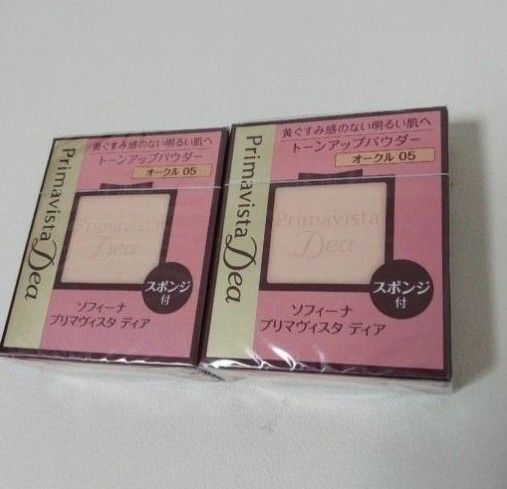 Primavista Dea
黄ぐすみ感のない明るい肌へ
トーンアップパウダー
オークル 05
Primavista
Dea
スポンジ
付
ソフィーナ
プリマヴィスタ ディア
Primavista Dea
黄ぐすみ感のない明るい肌へ
トーンアップパウダー
オークル 05
Primavista
Dea
スポンジ
付
ソフィーナ
プリマヴィスタ ディア